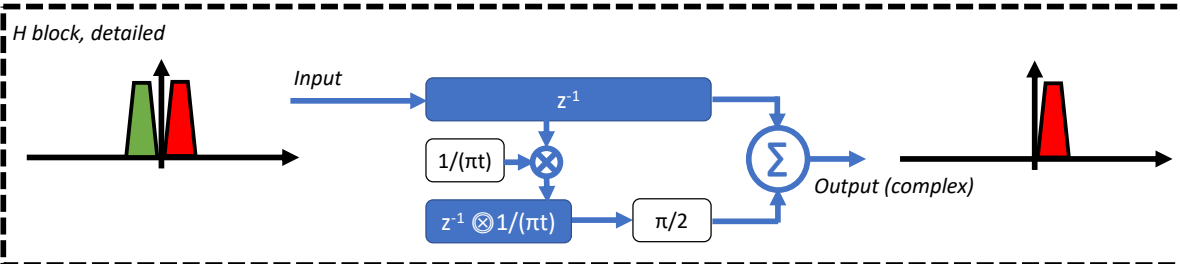 H block, detailed
Input
z⁻¹
1/(πt)
⊗
Σ
Output (complex)
z⁻¹ ⊗1/(πt)
π/2